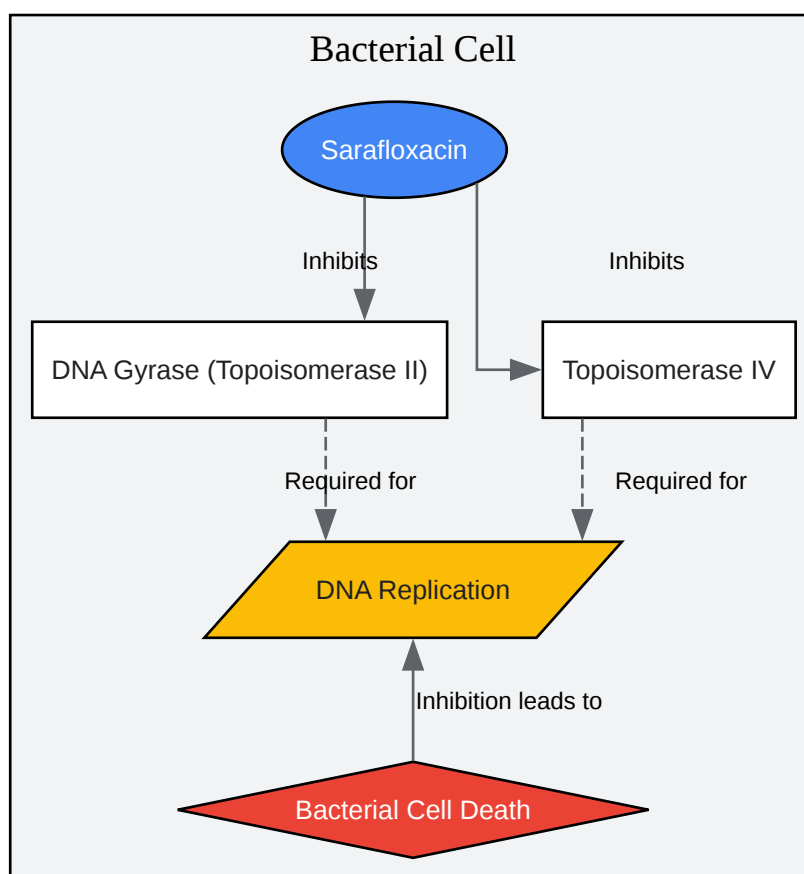 Bacterial Cell
Sarafloxacin
Inhibits
Inhibits
DNA Gyrase (Topoisomerase II)
Topoisomerase IV
Required for
Required for
DNA Replication
Inhibition leads to
Bacterial Cell Death